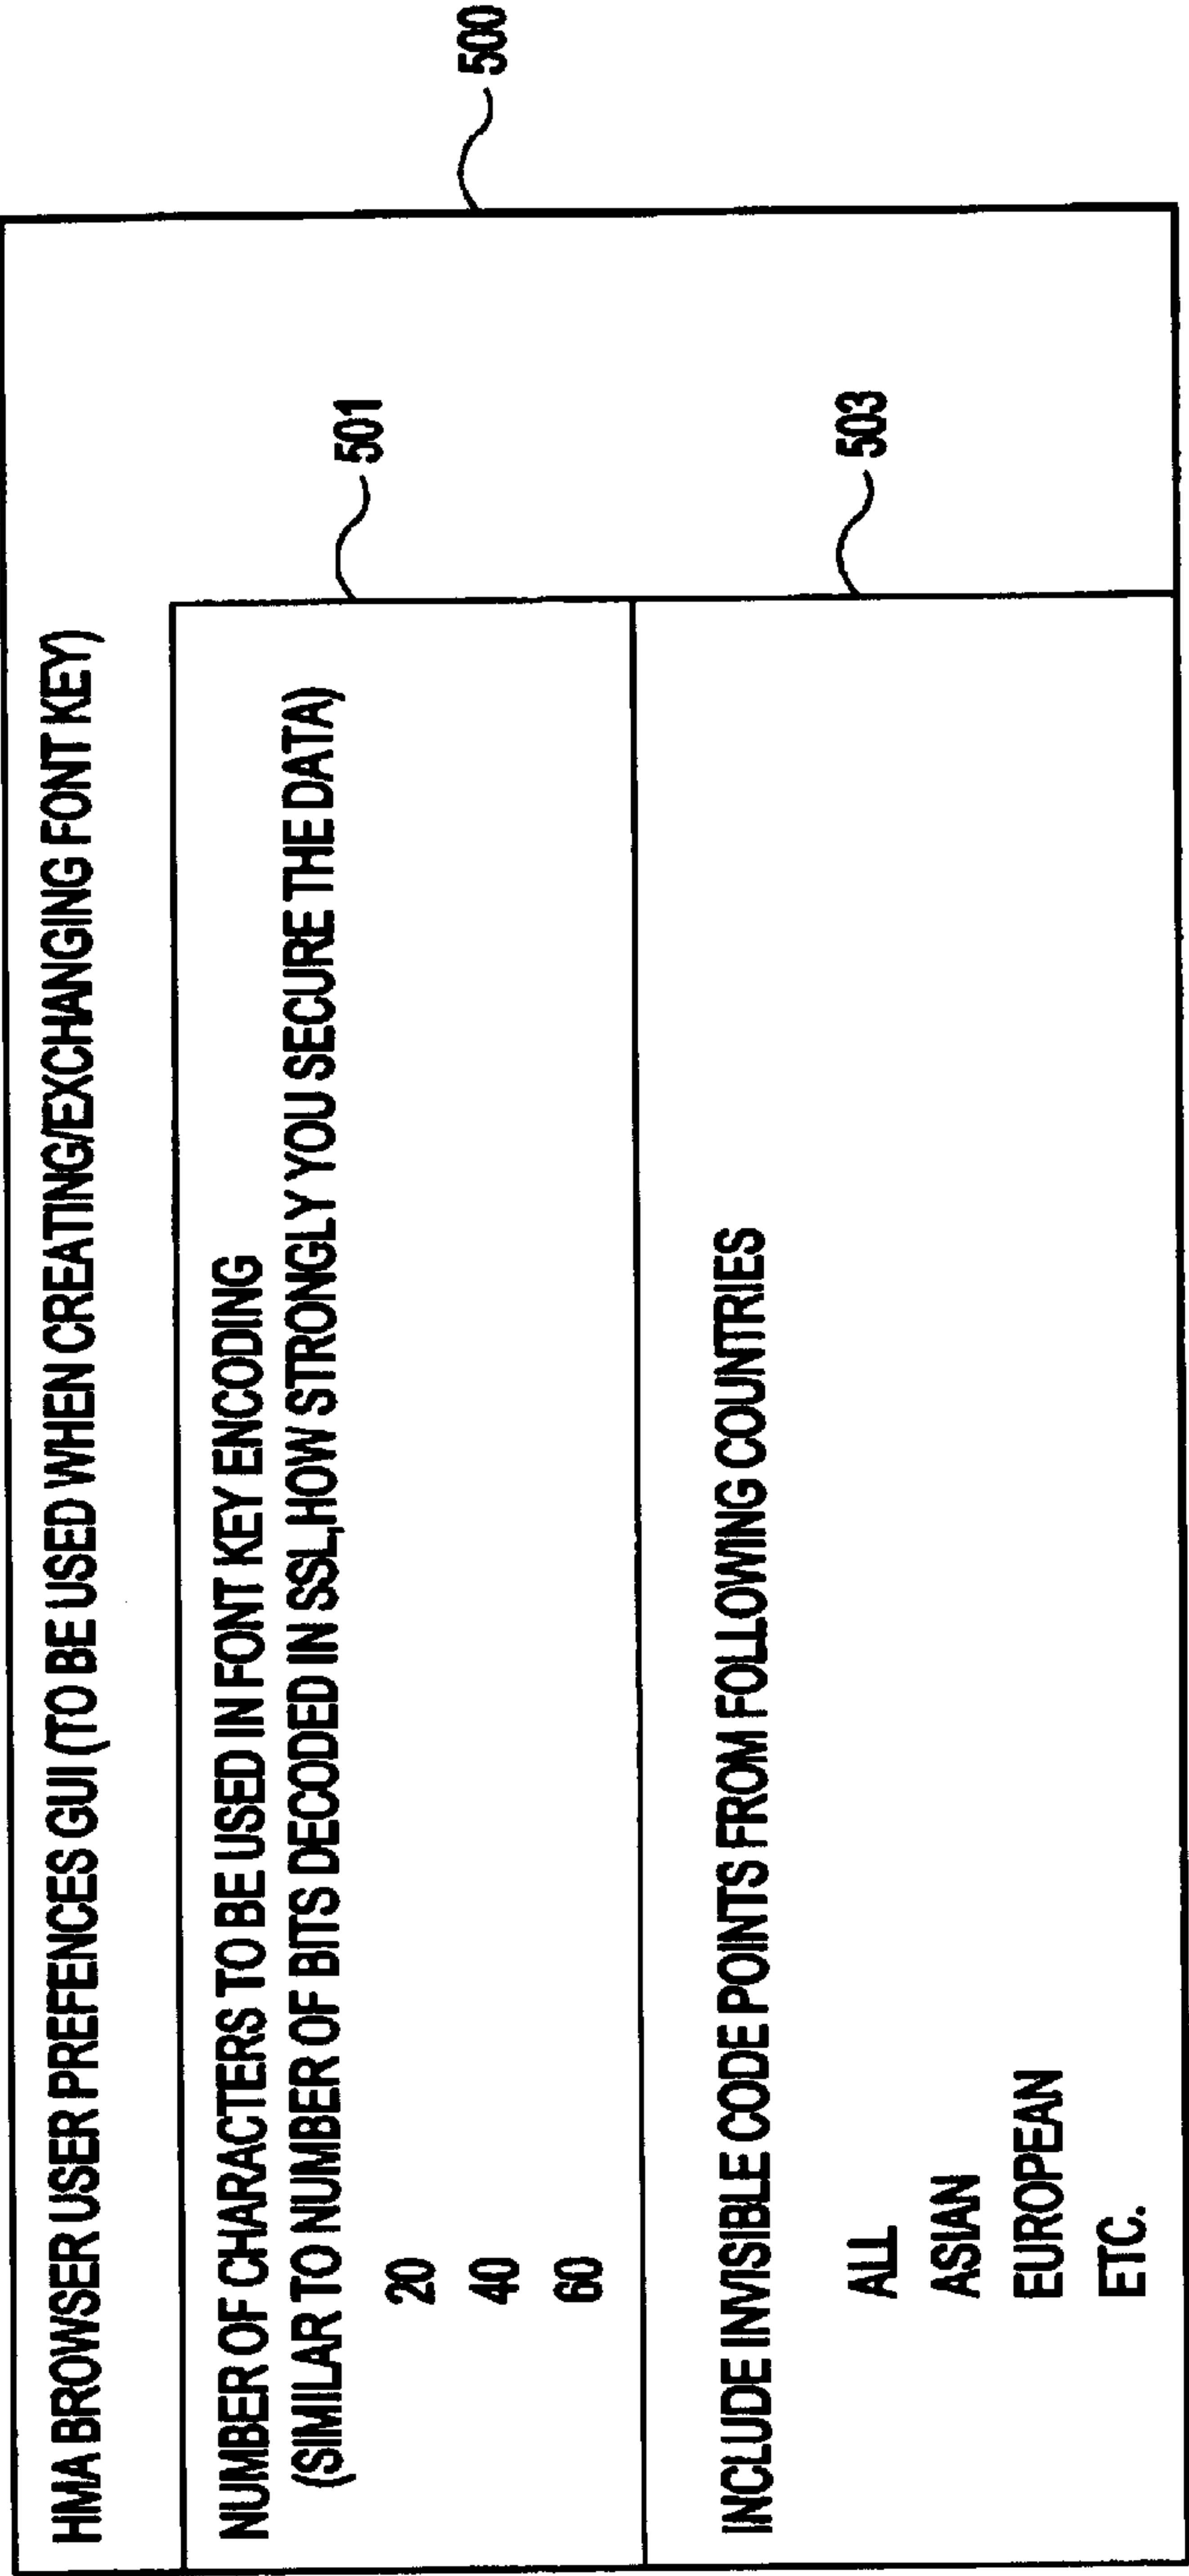 HMA BROWSER USER PREFENCES GUI (TO BE USED WHEN CREATING/EXCHANGING FONT KEY)
500
NUMBER OF CHARACTERS TO BE USED IN FONT KEY ENCODING
(SIMILAR TO NUMBER OF BITS DECODED IN SSL,HOW STRONGLY YOU SECURE THE DATA)
501
20
40
60
INCLUDE INVISIBLE CODE POINTS FROM FOLLOWING COUNTRIES
503
ALL
ASIAN
EUROPEAN
ETC.